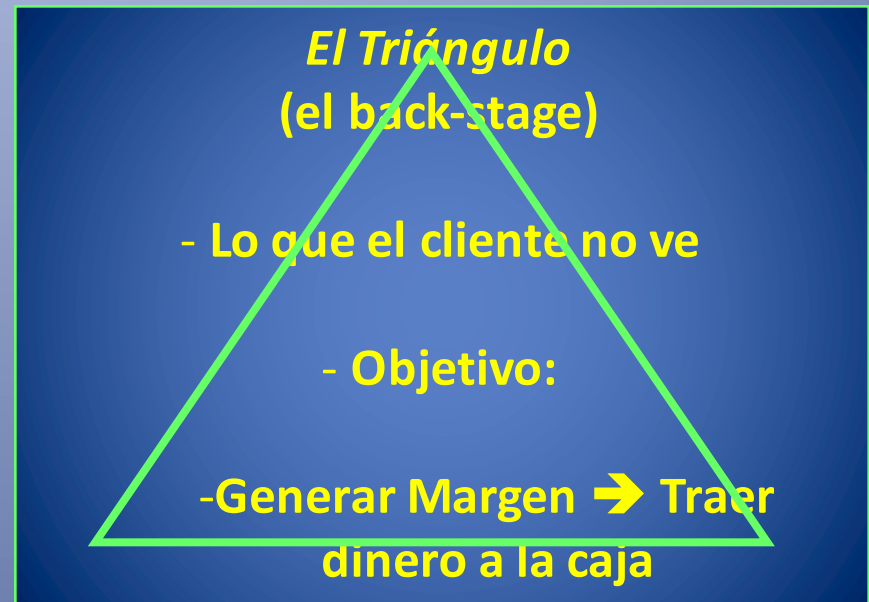 El Triángulo
(el back-stage)
- Lo que el cliente no ve
- Objetivo:
-Generar Margen ➔ Traer
dinero a la caja